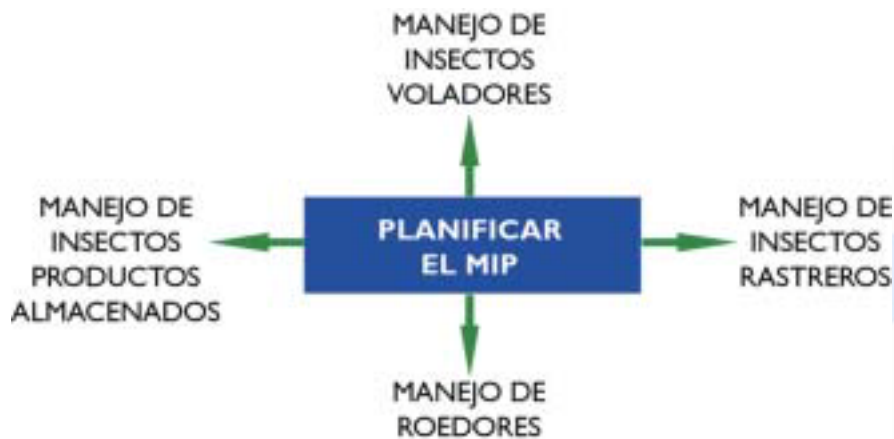 MANEJO DE
INSECTOS
VOLADORES
MANEJO DE
INSECTOS
PRODUCTOS
ALMACENADOS
PLANIFICAR
EL MIP
MANEJO DE
INSECTOS
RASTREROS
MANEJO DE
ROEDORES